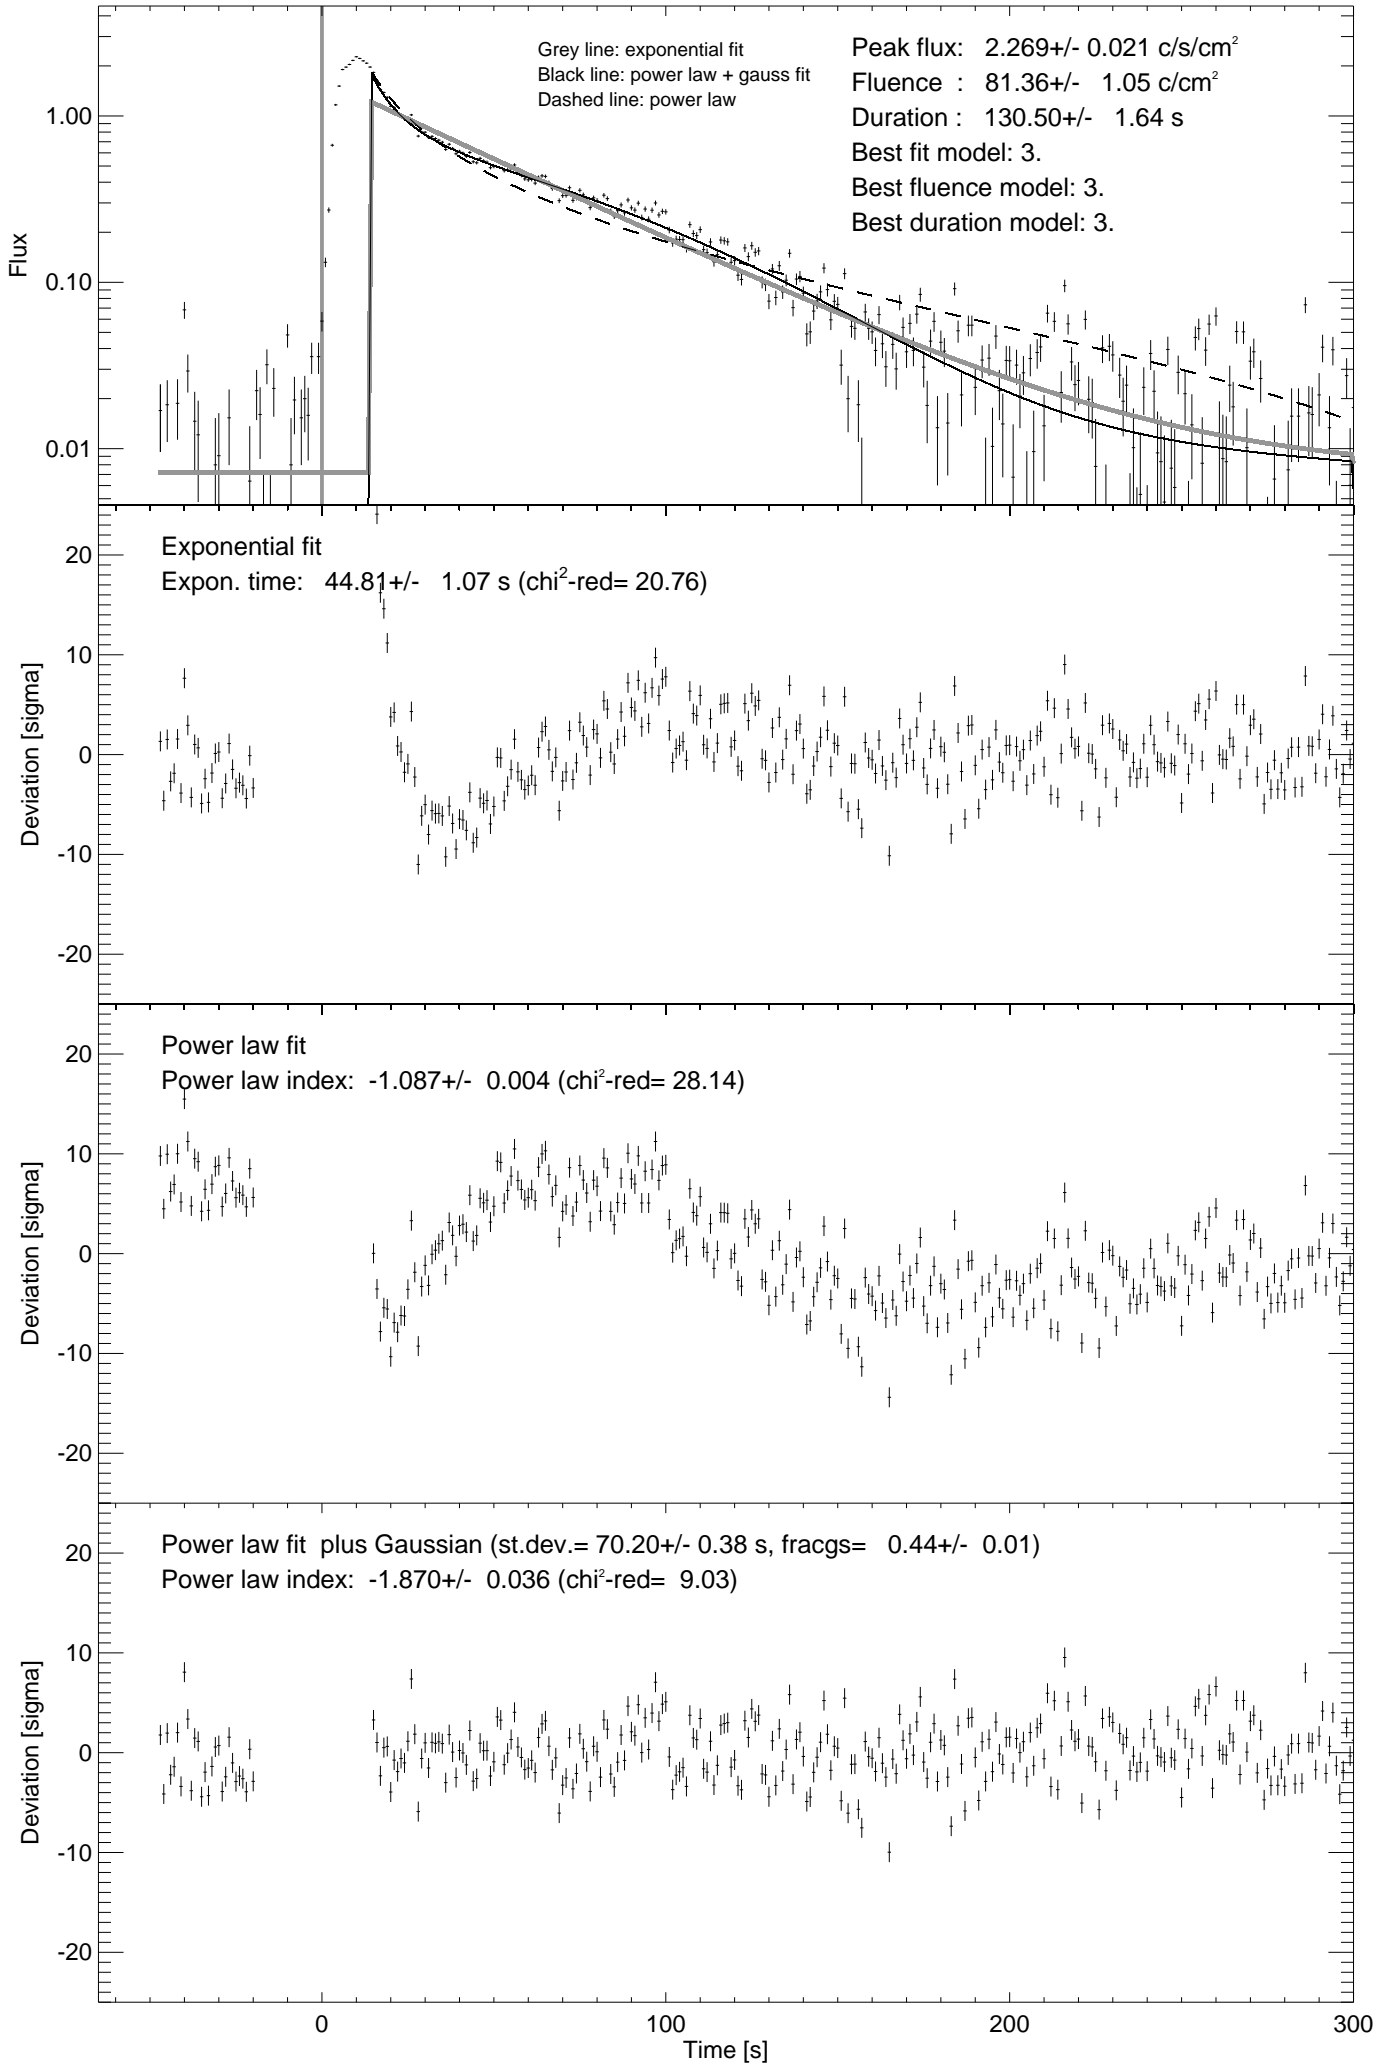 Grey line: exponential fit
Black line: power law + gauss fit
Dashed line: power law
Peak flux: 2.269+/- 0.021 c/s/cm²
Fluence : 81.36+/- 1.05 c/cm²
Duration : 130.50+/- 1.64 s
Best fit model: 3.
Best fluence model: 3.
Best duration model: 3.
1.00
0.10
0.01
Flux
Exponential fit
Expon. time: 44.81+/- 1.07 s (chi²-red= 20.76)
20
10
0
-10
-20
Deviation [sigma]
Power law fit
Power law index: -1.087+/- 0.004 (chi²-red= 28.14)
20
10
0
-10
-20
Deviation [sigma]
Power law fit plus Gaussian (st.dev.= 70.20+/- 0.38 s, fracgs= 0.44+/- 0.01)
Power law index: -1.870+/- 0.036 (chi²-red= 9.03)
20
10
0
-10
-20
Deviation [sigma]
0 100 200 300
Time [s]